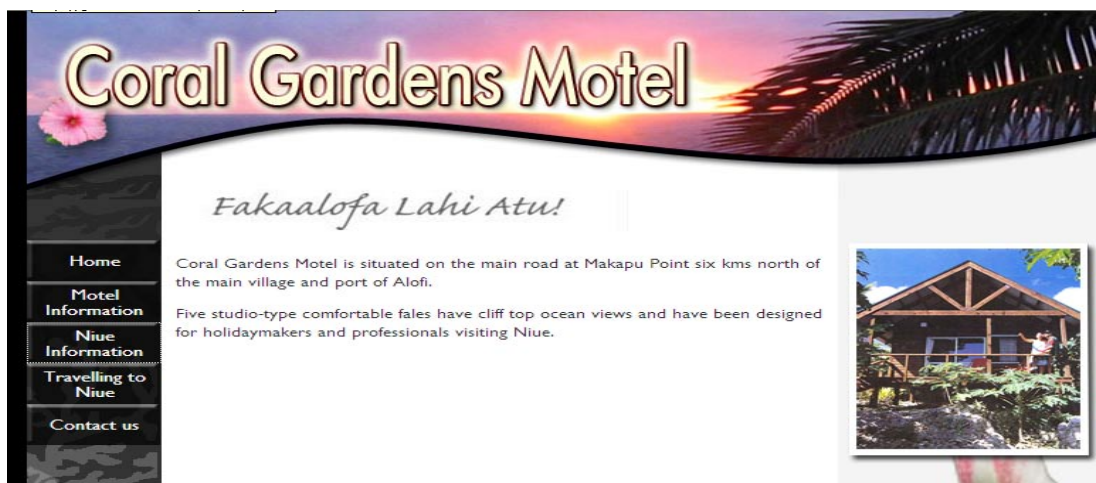 Coral Gardens Motel
Fakaalofa Lahi Atu!
Home
Motel
Information
Niue
Information
Travelling to
Niue
Contact us
Coral Gardens Motel is situated on the main road at Makapu Point six kms north of
the main village and port of Alofi.
Five studio-type comfortable fales have cliff top ocean views and have been designed
for holidaymakers and professionals visiting Niue.